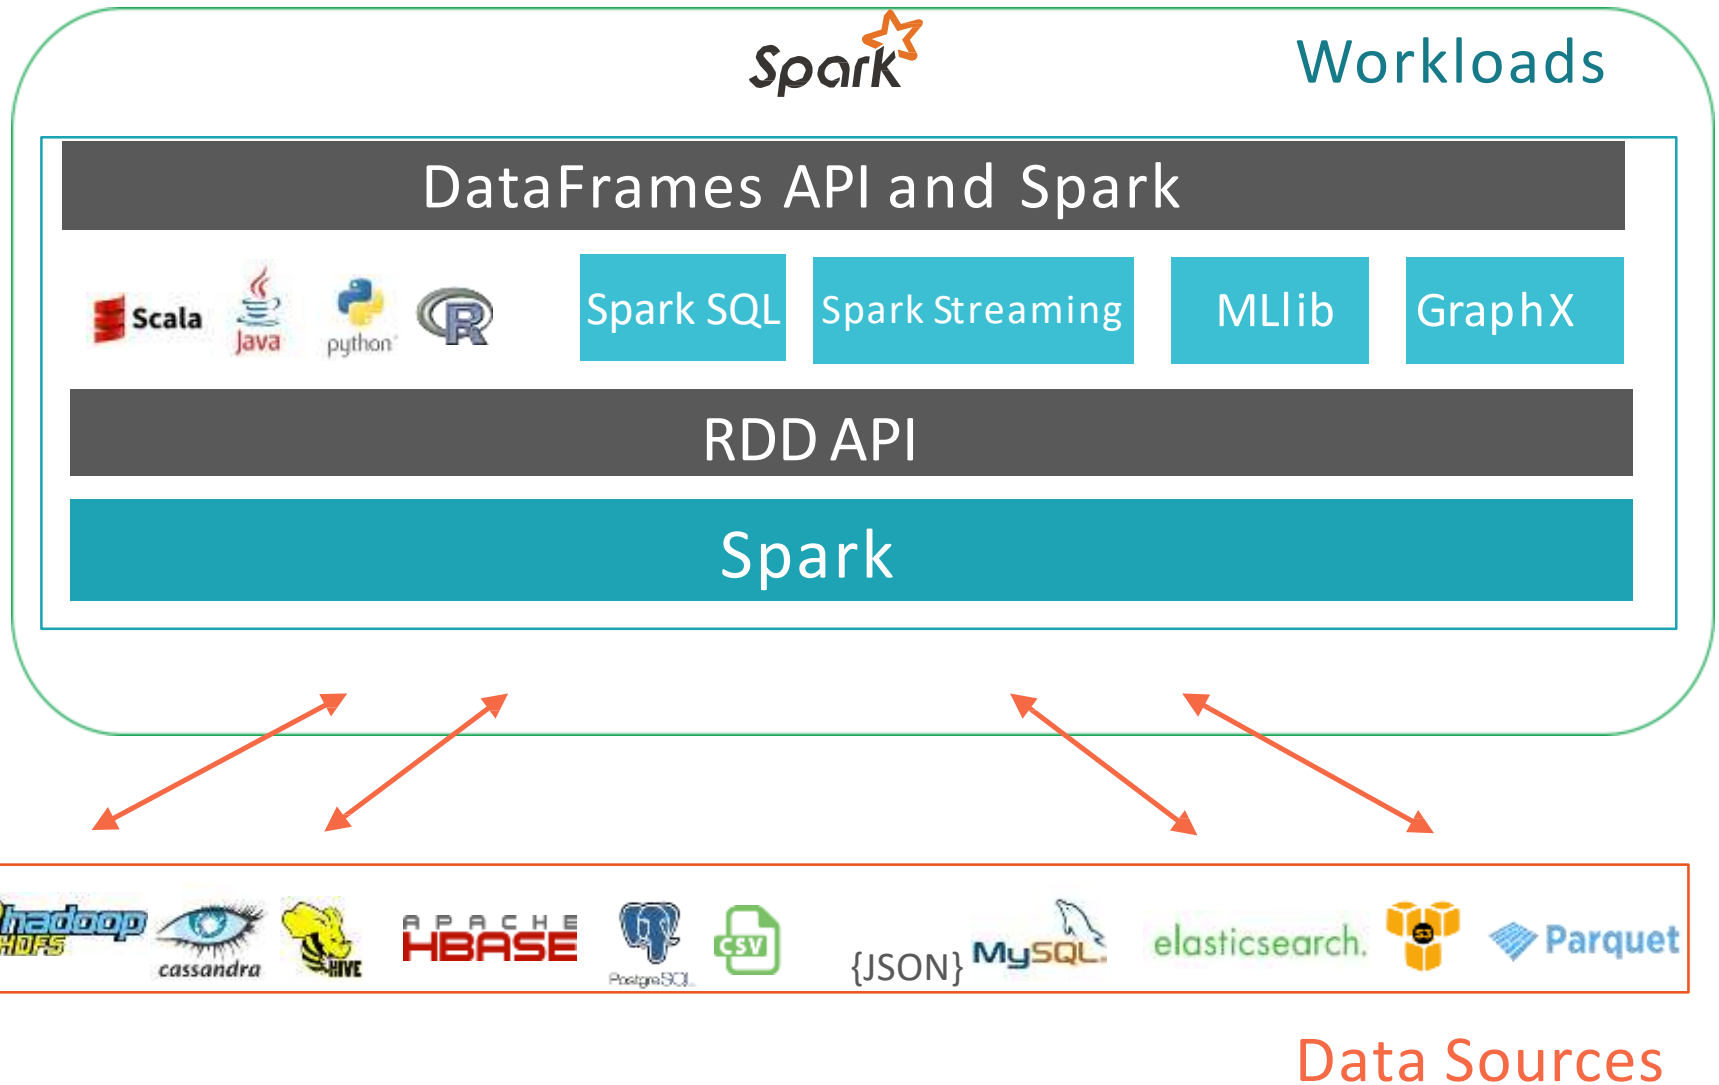 Spark
Workloads
DataFrames API and Spark
Scala
Java
python
R
Spark SQL
Spark Streaming
MLlib
GraphX
RDD API
Spark
hadoop
HDFS
cassandra
HIVE
APACHE
HBASE
PostgreSQL
CSV
{JSON}
MySQL
elasticsearch.
S3
Parquet
Data Sources